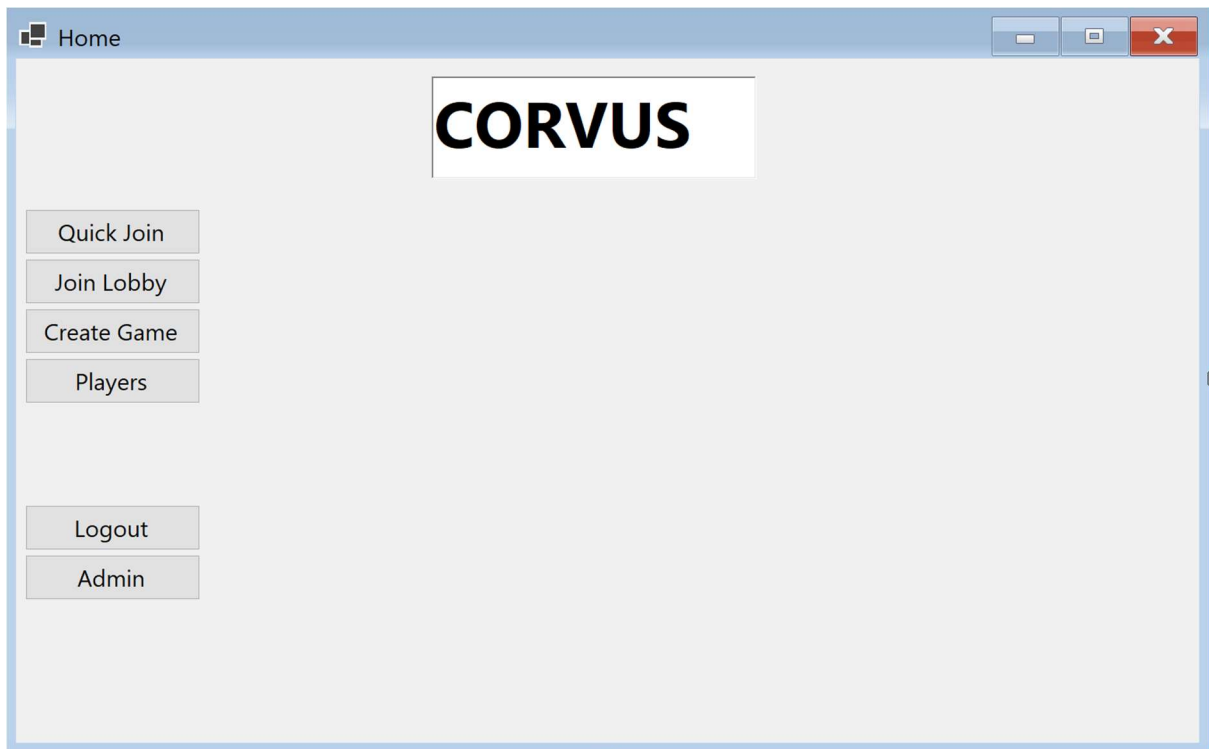 Home
CORVUS
Quick Join
Join Lobby
Create Game
Players
Logout
Admin